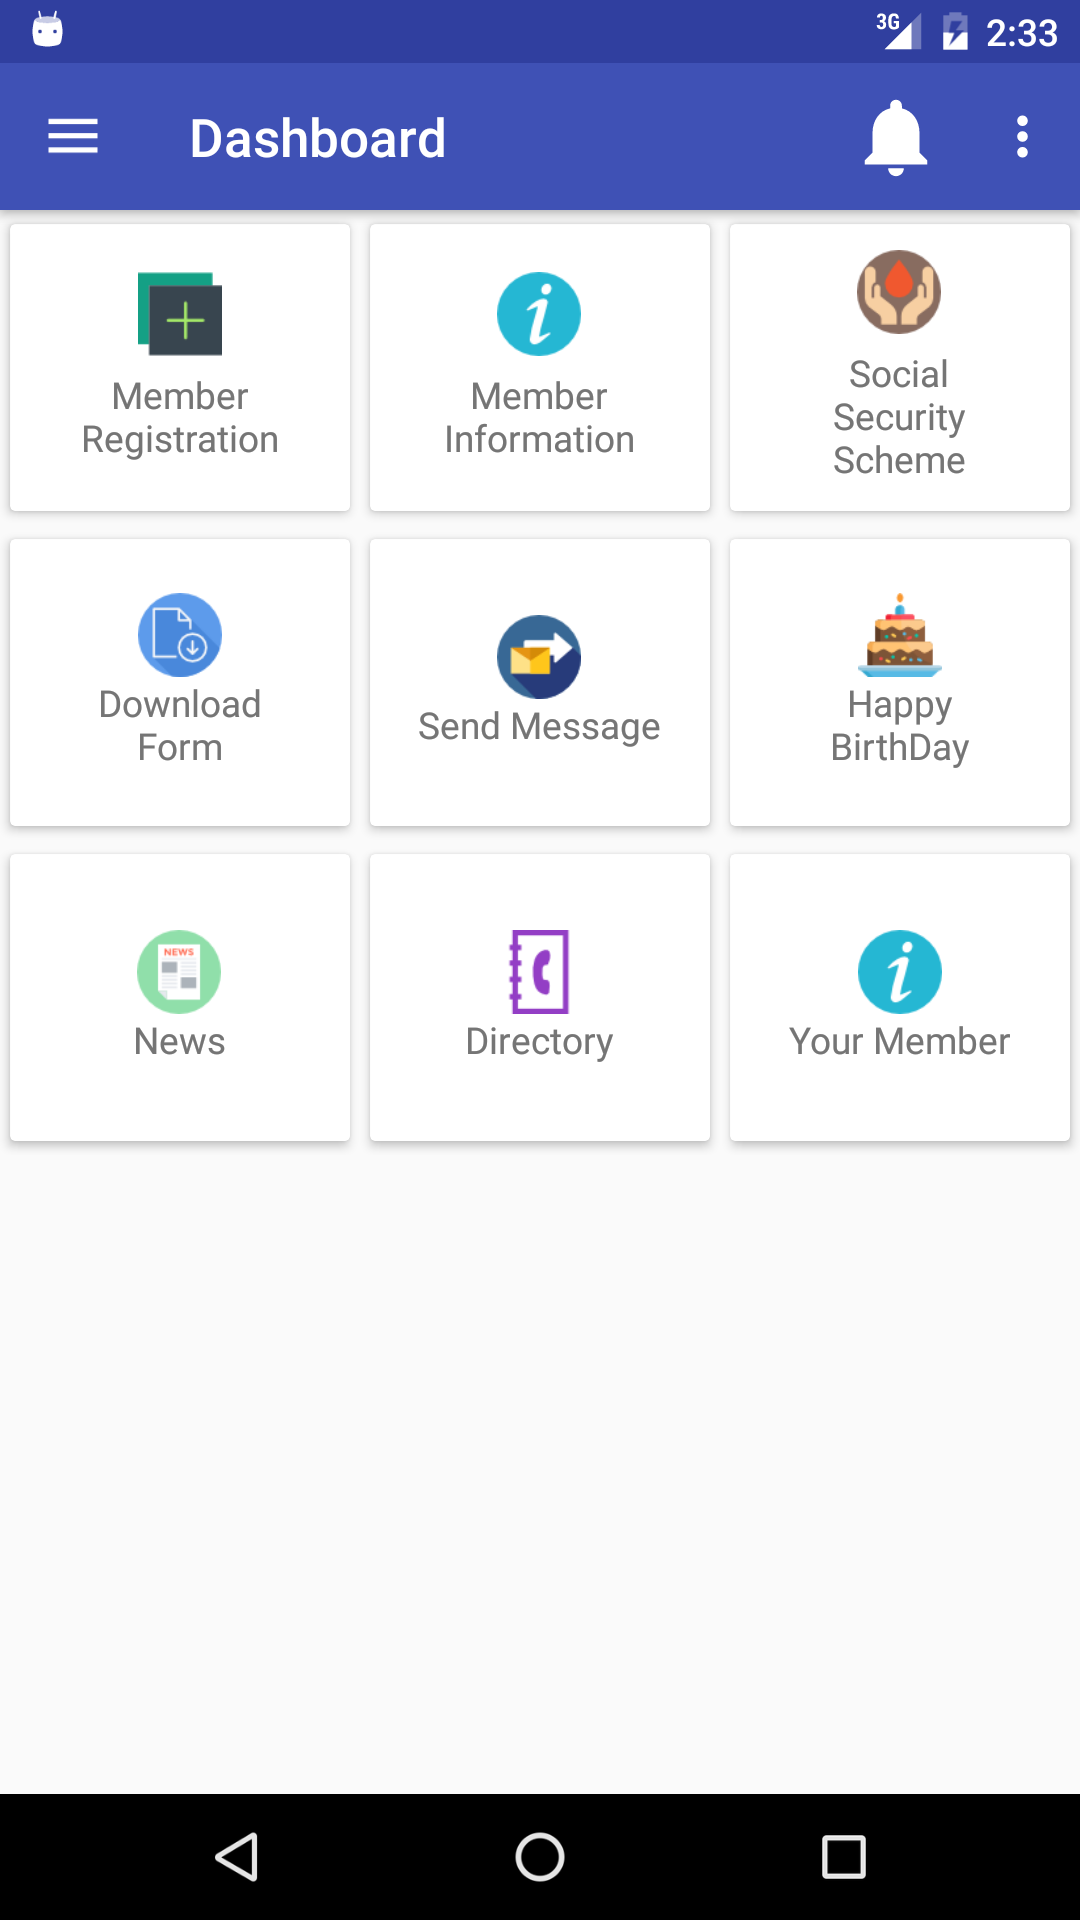 3G 2:33
Dashboard
Member
Registration
Member
Information
Social
Security
Scheme
Download
Form
Send Message
Happy
BirthDay
NEWS
News
Directory
Your Member